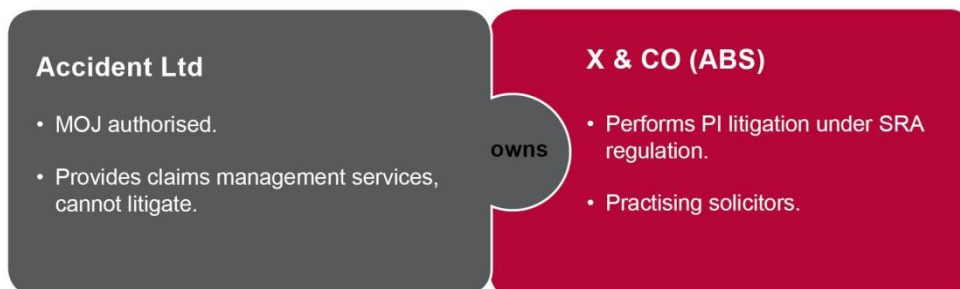 Accident Ltd
• MOJ authorised.
• Provides claims management services,
cannot litigate.
owns
X & CO (ABS)
• Performs PI litigation under SRA
regulation.
• Practising solicitors.